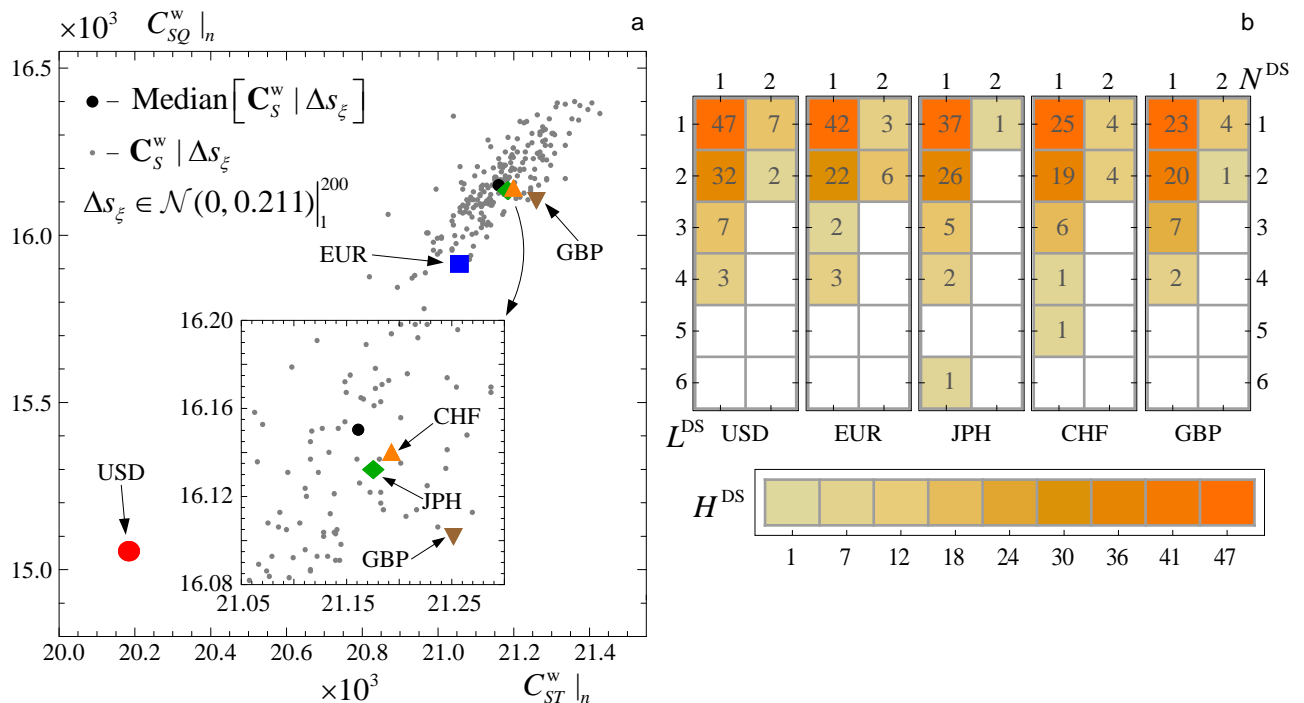 ×10³ C_SQ^w |_n a
16.5
16.0
15.5
15.0
● – Median[C_S^w | Δs_ξ]
• – C_S^w | Δs_ξ
Δs_ξ ∈ 𝒩(0, 0.211)|_1^200
EUR
GBP
USD
16.20
16.16
16.12
16.08
CHF
JPH
GBP
21.05 21.15 21.25
20.0 20.2 20.4 20.6 20.8 21.0 21.2 21.4
×10³ C_ST^w |_n
b
1 2 1 2 1 2 1 2 1 2 N^DS
1 47 7 42 3 37 1 25 4 23 4 1
2 32 2 22 6 26 19 4 20 1 2
3 7 2 5 6 7 3
4 3 3 2 1 2 4
5 1 5
6 1 6
L^DS USD EUR JPH CHF GBP
H^DS
1 7 12 18 24 30 36 41 47